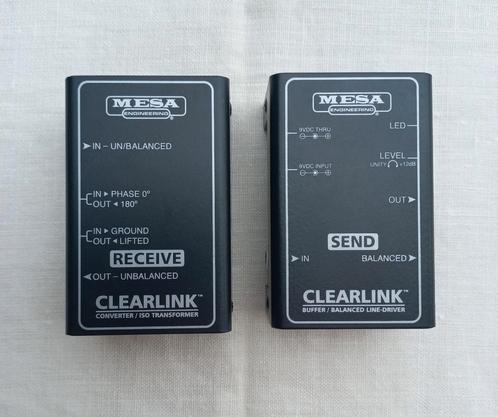 MESA
ENGINEERING ®
IN – UN/BALANCED
IN ▸ PHASE 0°
OUT ◂ 180°
IN ▸ GROUND
OUT ◂ LIFTED
RECEIVE
OUT – UNBALANCED
CLEARLINK™
CONVERTER / ISO TRANSFORMER
MESA
ENGINEERING ®
9VDC THRU
LED
LEVEL
UNITY +12dB
9VDC INPUT
OUT
SEND
IN BALANCED
CLEARLINK™
BUFFER / BALANCED LINE-DRIVER